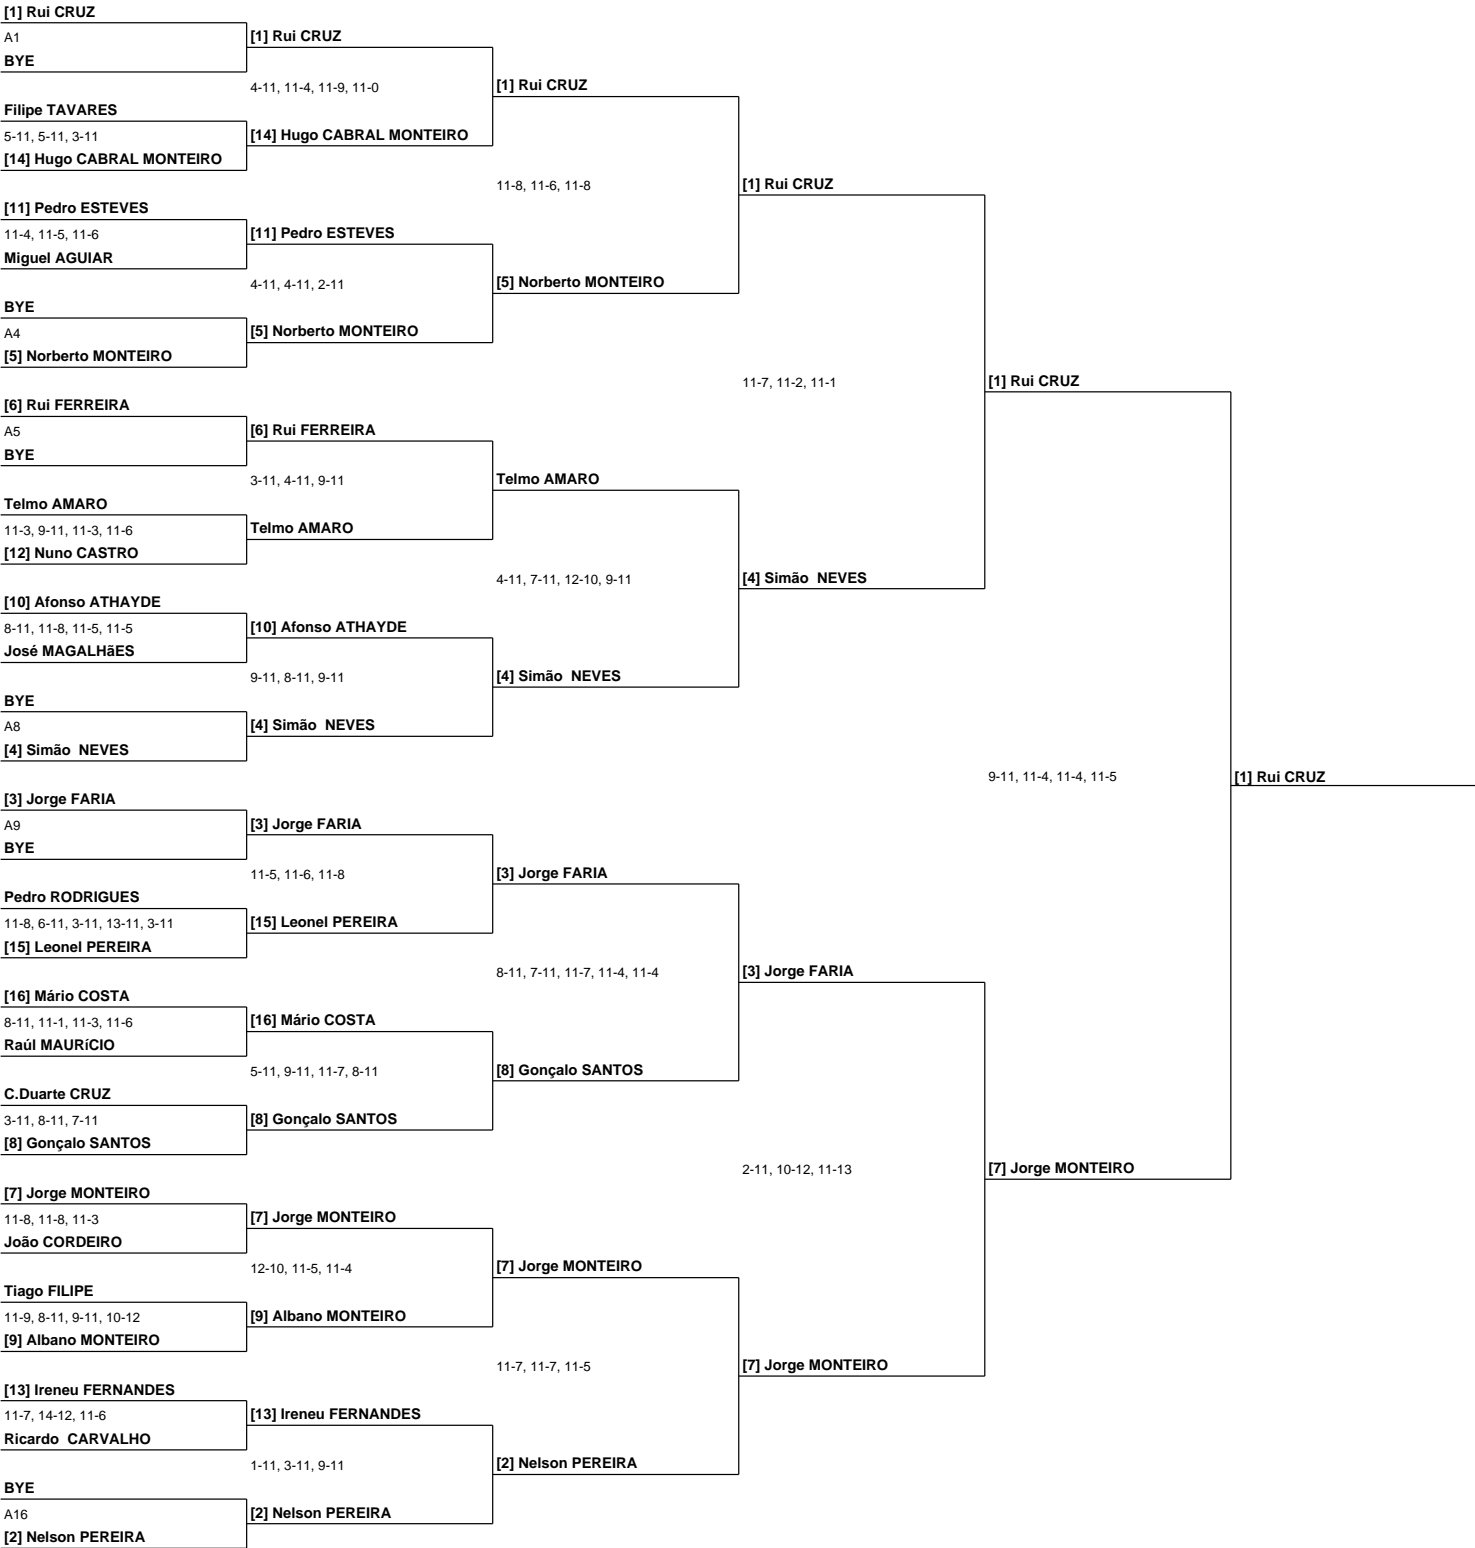 [1] Rui CRUZ
A1
BYE
Filipe TAVARES
5-11, 5-11, 3-11
[14] Hugo CABRAL MONTEIRO
[11] Pedro ESTEVES
11-4, 11-5, 11-6
Miguel AGUIAR
BYE
A4
[5] Norberto MONTEIRO
[6] Rui FERREIRA
A5
BYE
Telmo AMARO
11-3, 9-11, 11-3, 11-6
[12] Nuno CASTRO
[10] Afonso ATHAYDE
8-11, 11-8, 11-5, 11-5
José MAGALHãES
BYE
A8
[4] Simão  NEVES
[3] Jorge FARIA
A9
BYE
Pedro RODRIGUES
11-8, 6-11, 3-11, 13-11, 3-11
[15] Leonel PEREIRA
[16] Mário COSTA
8-11, 11-1, 11-3, 11-6
Raúl MAURíCIO
C.Duarte CRUZ
3-11, 8-11, 7-11
[8] Gonçalo SANTOS
[7] Jorge MONTEIRO
11-8, 11-8, 11-3
João CORDEIRO
Tiago FILIPE
11-9, 8-11, 9-11, 10-12
[9] Albano MONTEIRO
[13] Ireneu FERNANDES
11-7, 14-12, 11-6
Ricardo  CARVALHO
BYE
A16
[2] Nelson PEREIRA
[1] Rui CRUZ
4-11, 11-4, 11-9, 11-0
[14] Hugo CABRAL MONTEIRO
[11] Pedro ESTEVES
4-11, 4-11, 2-11
[5] Norberto MONTEIRO
[6] Rui FERREIRA
3-11, 4-11, 9-11
Telmo AMARO
[10] Afonso ATHAYDE
9-11, 8-11, 9-11
[4] Simão  NEVES
[3] Jorge FARIA
11-5, 11-6, 11-8
[15] Leonel PEREIRA
[16] Mário COSTA
5-11, 9-11, 11-7, 8-11
[8] Gonçalo SANTOS
[7] Jorge MONTEIRO
12-10, 11-5, 11-4
[9] Albano MONTEIRO
[13] Ireneu FERNANDES
1-11, 3-11, 9-11
[2] Nelson PEREIRA
[1] Rui CRUZ
11-8, 11-6, 11-8
[5] Norberto MONTEIRO
Telmo AMARO
4-11, 7-11, 12-10, 9-11
[4] Simão  NEVES
[3] Jorge FARIA
8-11, 7-11, 11-7, 11-4, 11-4
[8] Gonçalo SANTOS
[7] Jorge MONTEIRO
11-7, 11-7, 11-5
[2] Nelson PEREIRA
[1] Rui CRUZ
11-7, 11-2, 11-1
[4] Simão  NEVES
[3] Jorge FARIA
2-11, 10-12, 11-13
[7] Jorge MONTEIRO
[1] Rui CRUZ
9-11, 11-4, 11-4, 11-5
[7] Jorge MONTEIRO
[1] Rui CRUZ